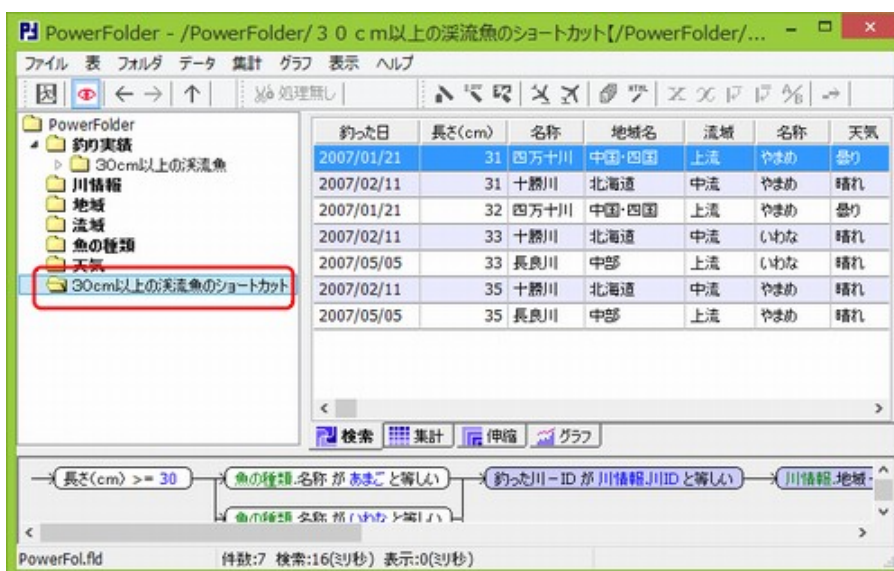 PowerFolder - /PowerFolder/３０ｃｍ以上の渓流魚のショートカット【/PowerFolder/...
ファイル 表 フォルダ データ 集計 グラフ 表示 ヘルプ
処理無し
PowerFolder
釣り実績
30cm以上の渓流魚
川情報
地域
流域
魚の種類
天気
30cm以上の渓流魚のショートカット
釣った日 長さ(cm) 名称 地域名 流域 名称 天気
2007/01/21 31 四万十川 中国・四国 上流 やまめ 曇り
2007/02/11 31 十勝川 北海道 中流 やまめ 晴れ
2007/01/21 32 四万十川 中国・四国 上流 やまめ 曇り
2007/02/11 33 十勝川 北海道 中流 いわな 晴れ
2007/05/05 33 長良川 中部 上流 いわな 晴れ
2007/02/11 35 十勝川 北海道 中流 やまめ 晴れ
2007/05/05 35 長良川 中部 上流 やまめ 晴れ
検索 集計 伸縮 グラフ
長さ(cm) >= 30 魚の種類.名称 が あまご と等しい 釣った川－ID が 川情報.川ID と等しい 川情報.地域-
魚の種類.名称 が いわな と等しい
PowerFol.fld 件数:7 検索:16(ミリ秒) 表示:0(ミリ秒)